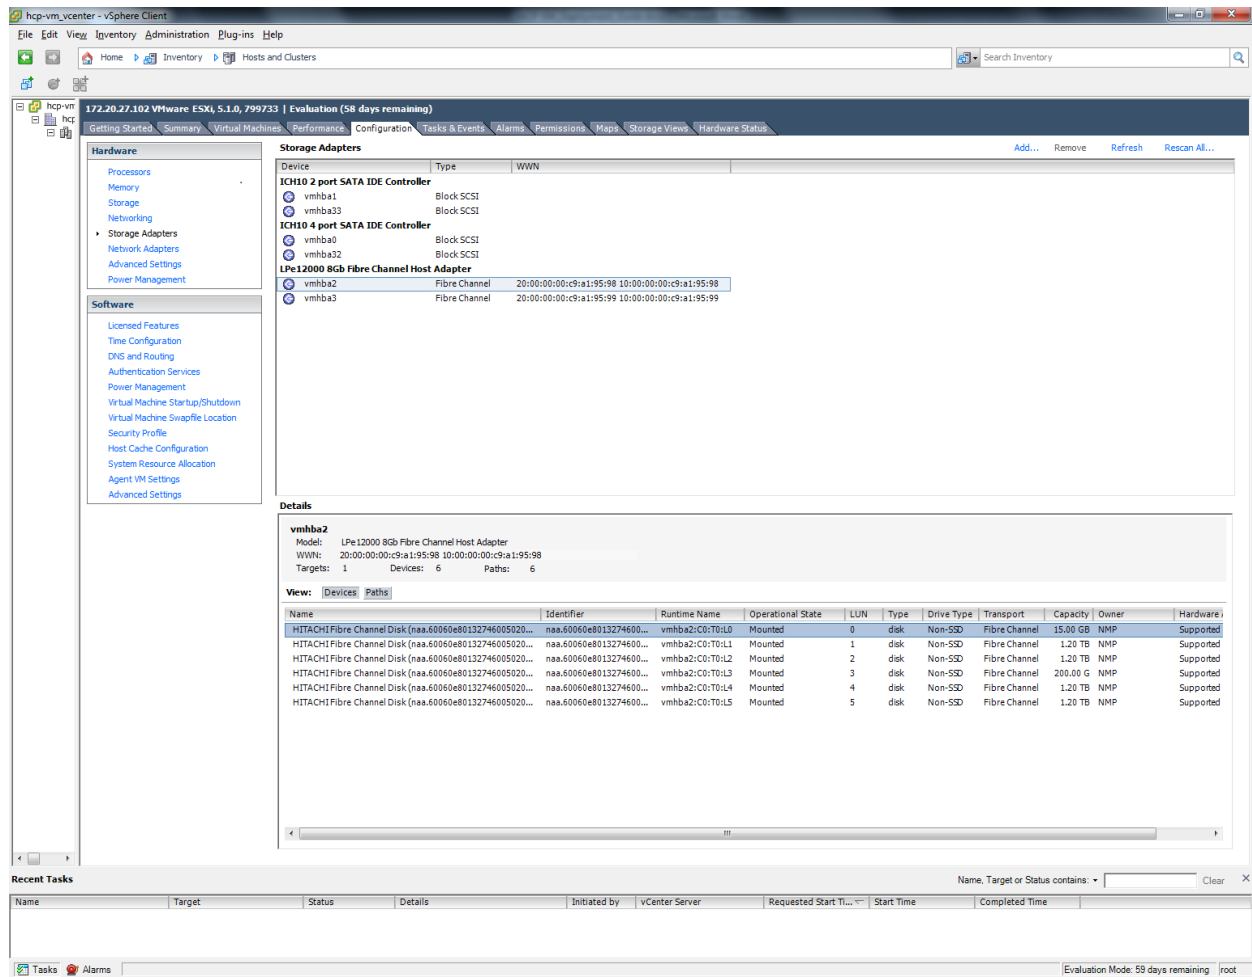 hcp-vm_vcenter - vSphere Client
File Edit View Inventory Administration Plug-ins Help
Home Inventory Hosts and Clusters Search Inventory
hcp-vm
hcp
172.20.27.102 VMware ESXi, 5.1.0, 799733 | Evaluation (58 days remaining)
Getting Started Summary Virtual Machines Performance Configuration Tasks & Events Alarms Permissions Maps Storage Views Hardware Status
Hardware
Processors
Memory
Storage
Networking
Storage Adapters
Network Adapters
Advanced Settings
Power Management
Software
Licensed Features
Time Configuration
DNS and Routing
Authentication Services
Power Management
Virtual Machine Startup/Shutdown
Virtual Machine Swapfile Location
Security Profile
Host Cache Configuration
System Resource Allocation
Agent VM Settings
Advanced Settings
Storage Adapters Add... Remove Refresh Rescan All...
Device Type WWN
ICH10 2 port SATA IDE Controller
vmhba1 Block SCSI
vmhba33 Block SCSI
ICH10 4 port SATA IDE Controller
vmhba0 Block SCSI
vmhba32 Block SCSI
LPe12000 8Gb Fibre Channel Host Adapter
vmhba2 Fibre Channel 20:00:00:00:c9:a1:95:98 10:00:00:00:c9:a1:95:98
vmhba3 Fibre Channel 20:00:00:00:c9:a1:95:99 10:00:00:00:c9:a1:95:99
Details
vmhba2
Model: LPe12000 8Gb Fibre Channel Host Adapter
WWN: 20:00:00:00:c9:a1:95:98 10:00:00:00:c9:a1:95:98
Targets: 1 Devices: 6 Paths: 6
View: Devices Paths
Name Identifier Runtime Name Operational State LUN Type Drive Type Transport Capacity Owner Hardware
HITACHI Fibre Channel Disk (naa.60060e80132746005020... naa.60060e8013274600... vmhba2:C0:T0:L0 Mounted 0 disk Non-SSD Fibre Channel 15.00 GB NMP Supported
HITACHI Fibre Channel Disk (naa.60060e80132746005020... naa.60060e8013274600... vmhba2:C0:T0:L1 Mounted 1 disk Non-SSD Fibre Channel 1.20 TB NMP Supported
HITACHI Fibre Channel Disk (naa.60060e80132746005020... naa.60060e8013274600... vmhba2:C0:T0:L2 Mounted 2 disk Non-SSD Fibre Channel 1.20 TB NMP Supported
HITACHI Fibre Channel Disk (naa.60060e80132746005020... naa.60060e8013274600... vmhba2:C0:T0:L3 Mounted 3 disk Non-SSD Fibre Channel 200.00 G NMP Supported
HITACHI Fibre Channel Disk (naa.60060e80132746005020... naa.60060e8013274600... vmhba2:C0:T0:L4 Mounted 4 disk Non-SSD Fibre Channel 1.20 TB NMP Supported
HITACHI Fibre Channel Disk (naa.60060e80132746005020... naa.60060e8013274600... vmhba2:C0:T0:L5 Mounted 5 disk Non-SSD Fibre Channel 1.20 TB NMP Supported
Recent Tasks Name, Target or Status contains: Clear
Name Target Status Details Initiated by vCenter Server Requested Start Ti... Start Time Completed Time
Tasks Alarms Evaluation Mode: 59 days remaining root